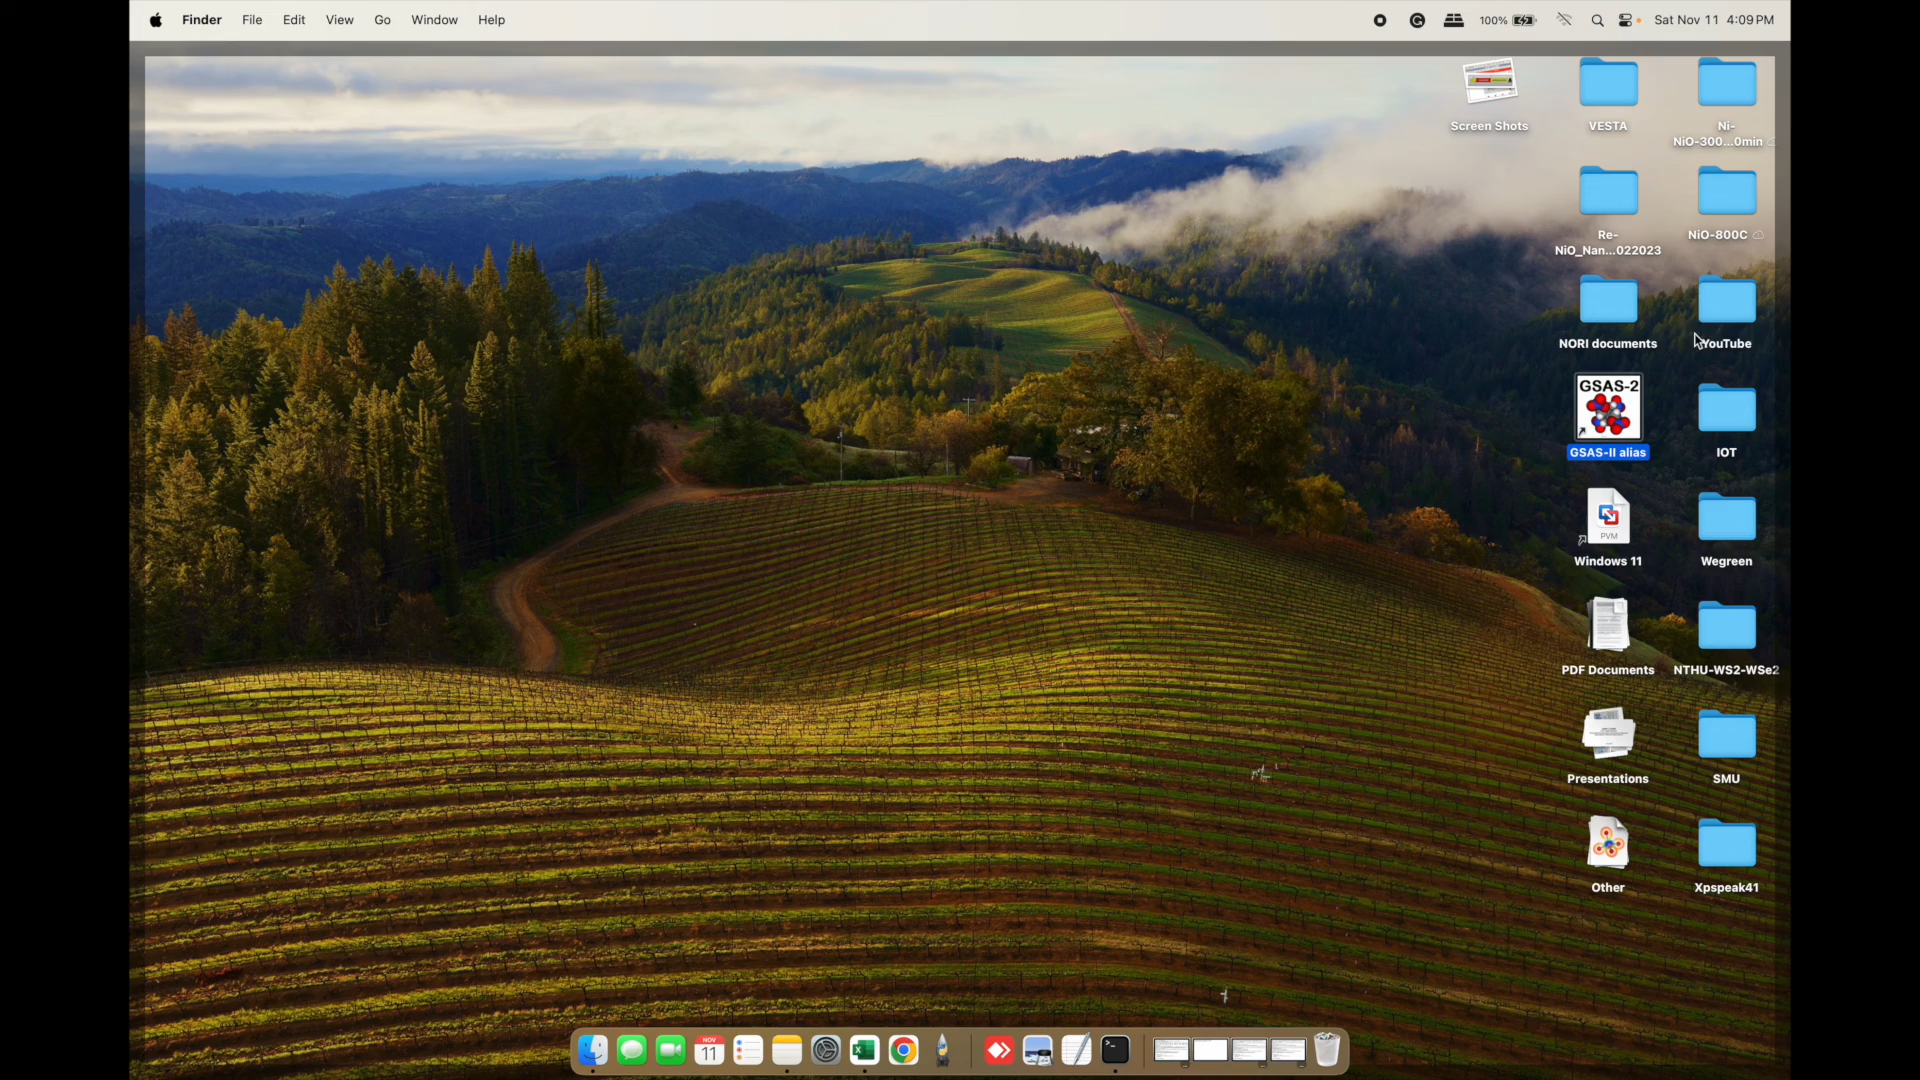 Finder File Edit View Go Window Help
100% Sat Nov 11 4:09 PM
Screen Shots
VESTA
Ni-
NiO-300...0min
Re-
NiO_Nan...022023
NiO-800C
NORI documents
YouTube
GSAS-2
GSAS-II alias
IOT
PVM
Windows 11
Wegreen
PDF Documents
NTHU-WS2-WSe2
Presentations
SMU
Other
Xpspeak41
NOV
11